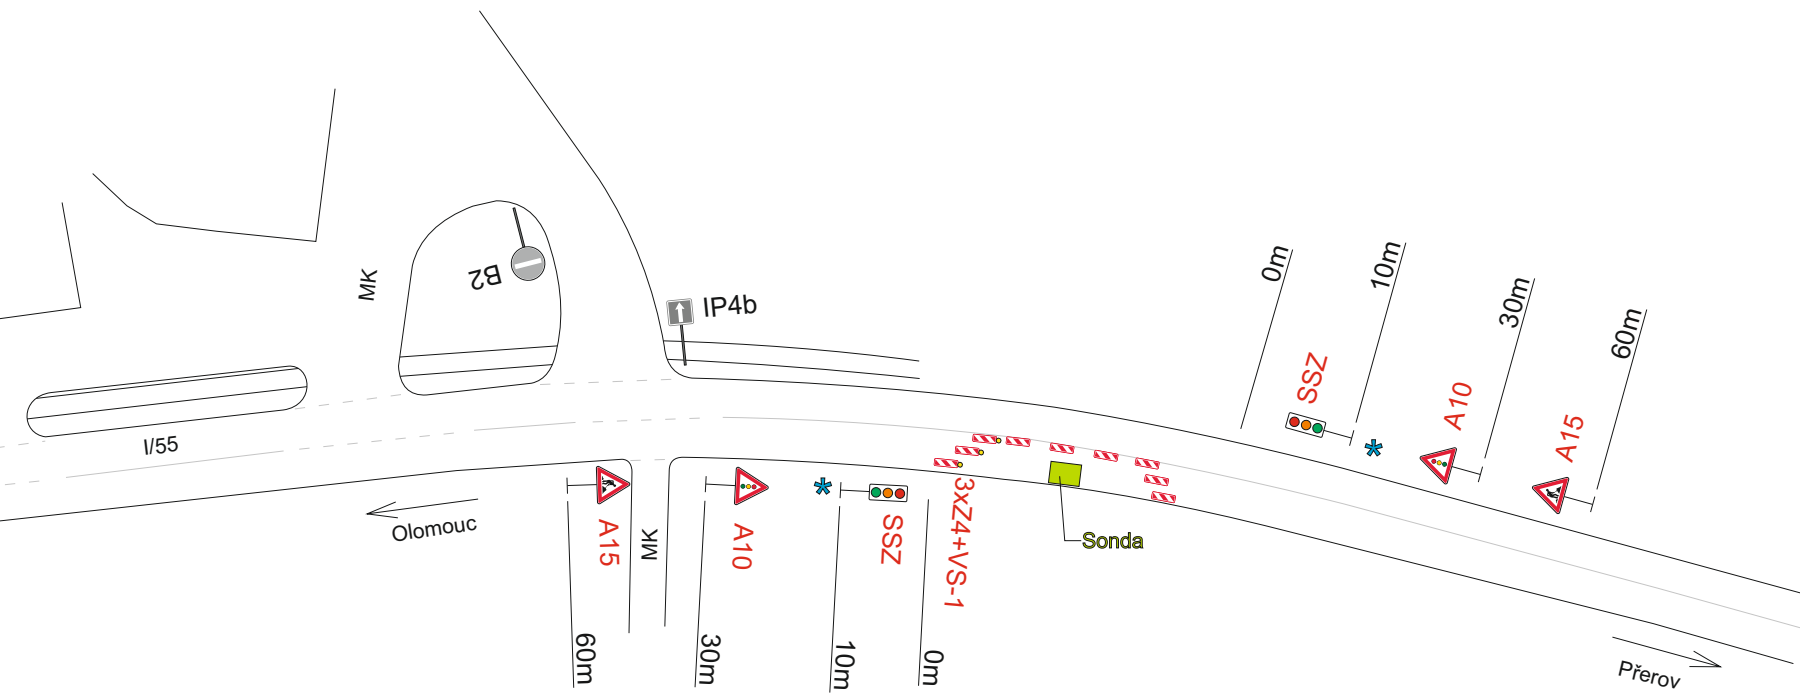 B2
MK
IP4b
I/55
0m
10m
30m
60m
SSZ
A10
A15
*
*
A15
MK
A10
SSZ
3xZ4+VS-1
Sonda
Olomouc
60m
30m
10m
0m
Přerov